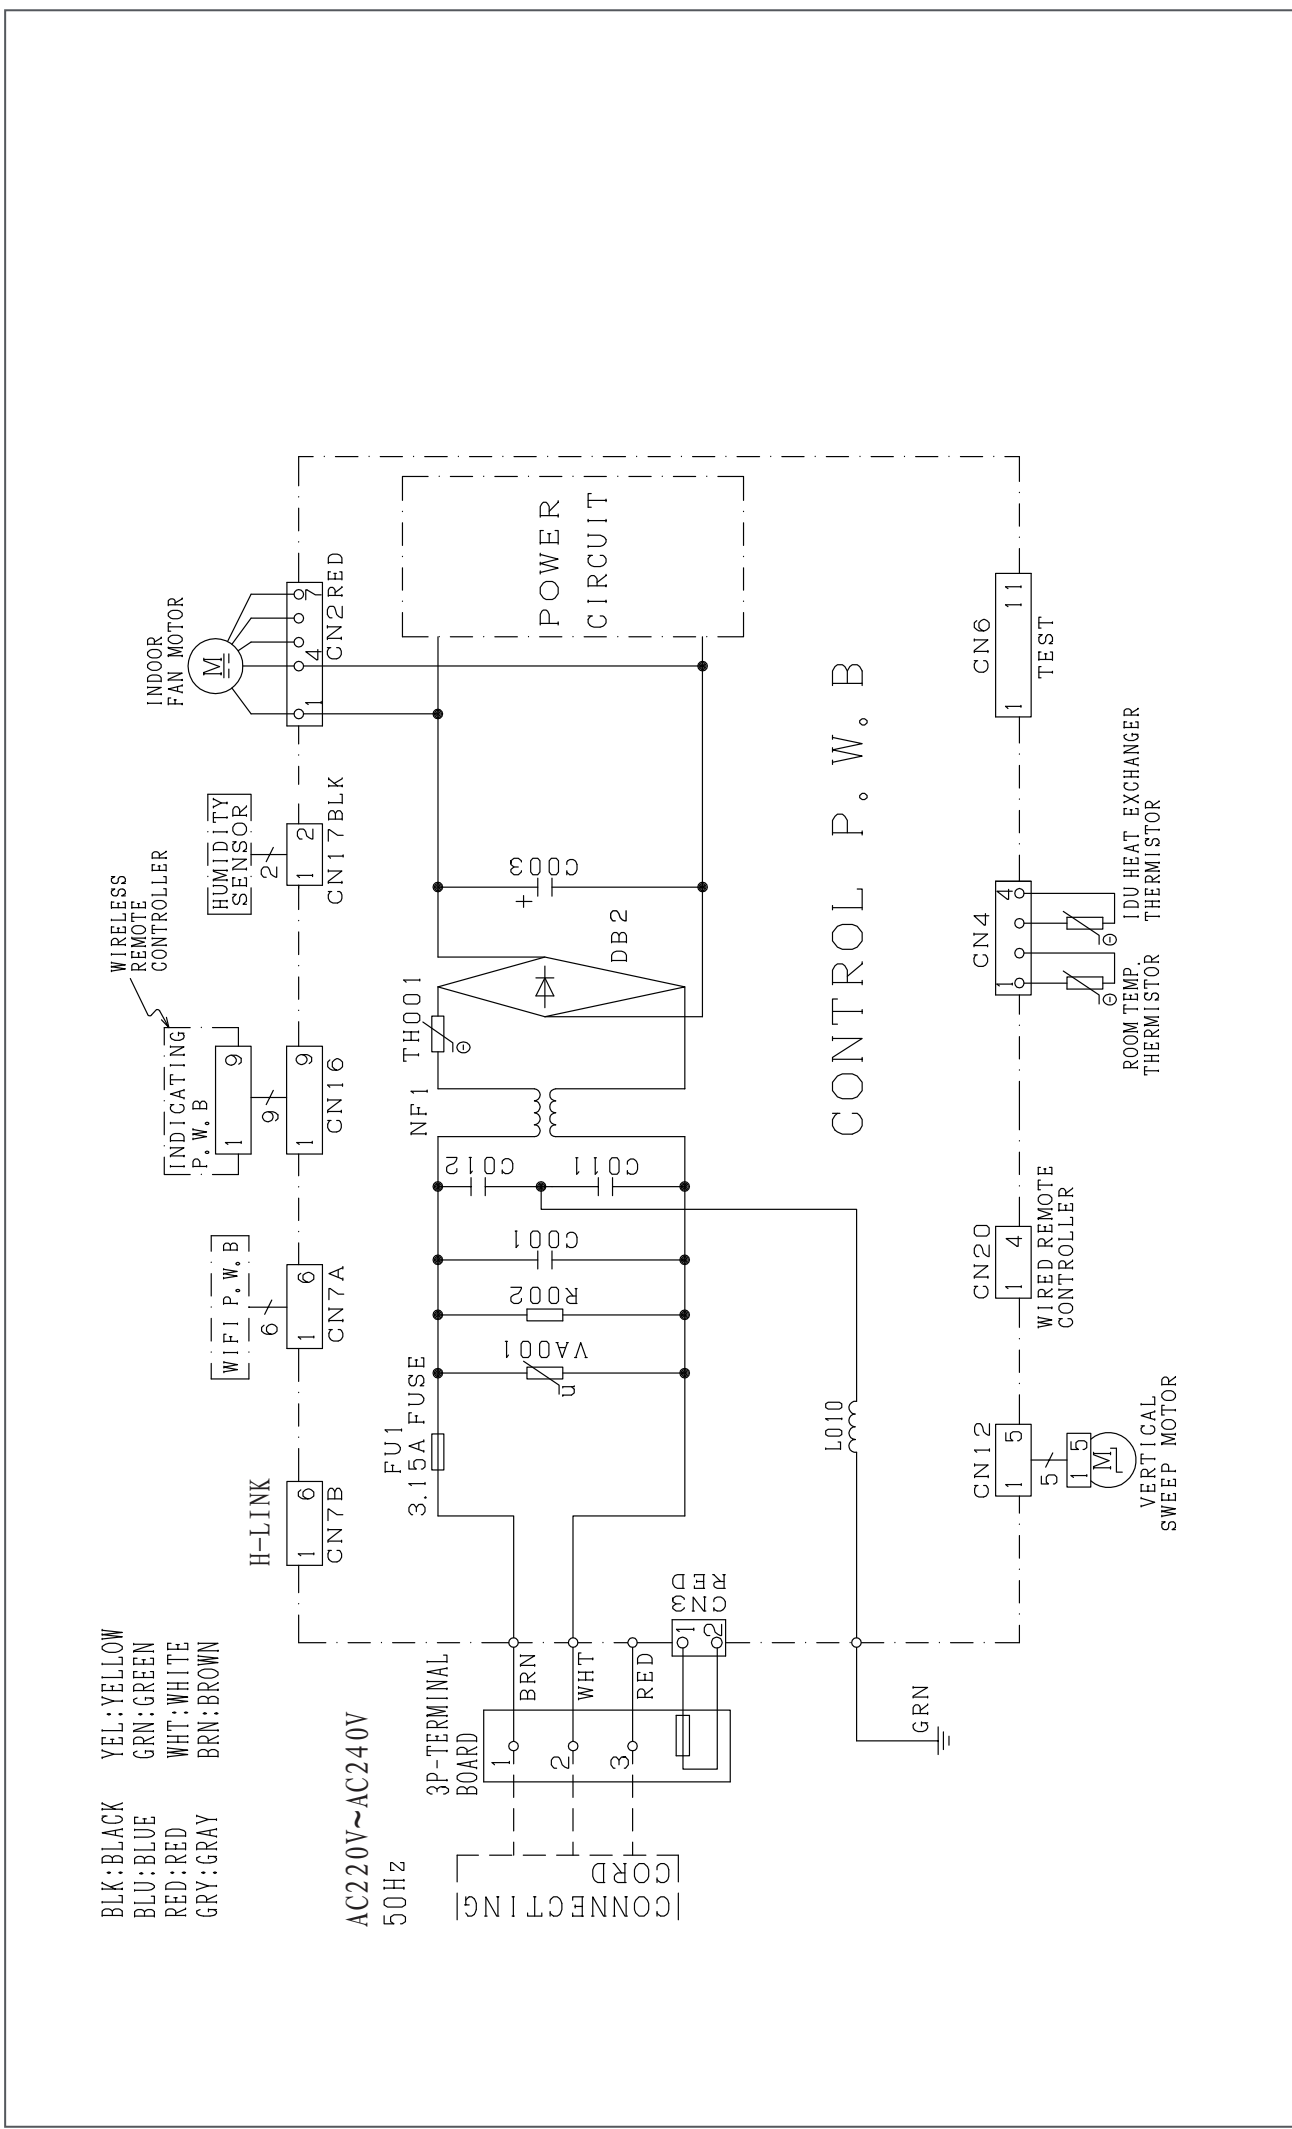 BLK:BLACK YEL:YELLOW
BLU:BLUE GRN:GREEN
RED:RED WHT:WHITE
GRY:GRAY BRN:BROWN
AC220V~AC240V
50Hz
CONNECTING
CORD
3P-TERMINAL
BOARD
1
2
3
BRN
WHT
RED
CN3
RED
1
2
GRN
H-LINK
1 6
CN7B
WIFI P.W.B
6
1 6
CN7A
WIRELESS
REMOTE
CONTROLLER
INDICATING
P.W.B
1 9
9
1 9
CN16
HUMIDITY
SENSOR
2
1 2
CN17BLK
INDOOR
FAN MOTOR
M
1 4 7
CN2RED
FU1
3.15A FUSE
VA001
u
R002
C001
C012
C011
NF1
TH001
DB2
C003
+
POWER
CIRCUIT
L010
CONTROL P.W.B
CN12
1 5
5
1 5
M
VERTICAL
SWEEP MOTOR
CN20
1 4
WIRED REMOTE
CONTROLLER
CN4
1 4
ROOM TEMP.
THERMISTOR
IDU HEAT EXCHANGER
THERMISTOR
CN6
1 11
TEST